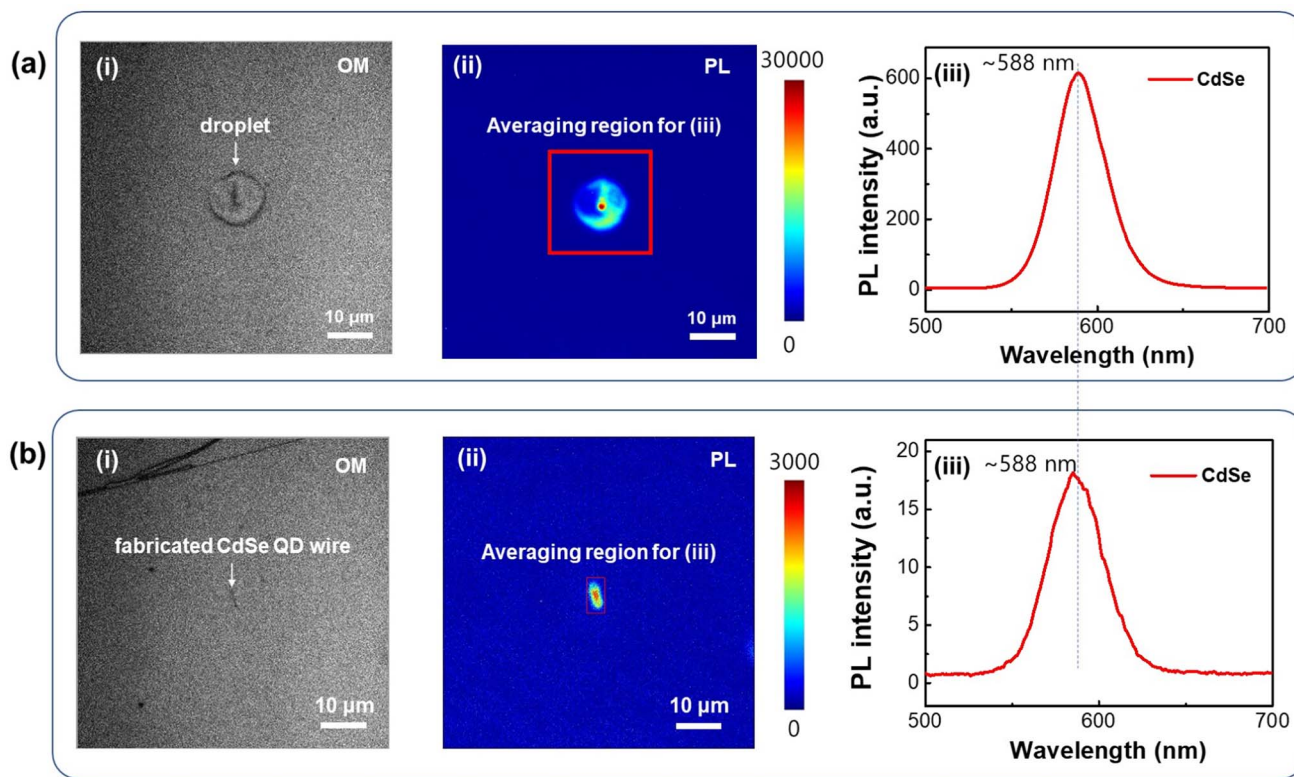 (a)
(i)
OM
droplet
10 μm
(ii)
PL
Averaging region for (iii)
10 μm
30000
0
(iii)
~588 nm
CdSe
PL intensity (a.u.)
600
400
200
0
500
600
700
Wavelength (nm)
(b)
(i)
OM
fabricated CdSe QD wire
10 μm
(ii)
PL
Averaging region for (iii)
10 μm
3000
0
(iii)
~588 nm
CdSe
PL intensity (a.u.)
20
15
10
5
0
500
600
700
Wavelength (nm)